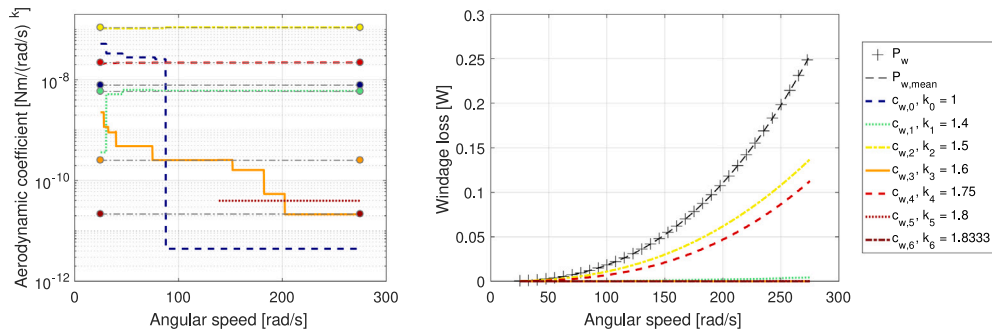 Aerodynamic coefficient [Nm/(rad/s) ^k]
10^-8
10^-10
10^-12
0
100
200
300
Angular speed [rad/s]
Windage loss [W]
0.25
0.2
0.15
0.1
0.05
0
0
50
100
150
200
250
300
Angular speed [rad/s]
P_w
P_w,mean
c_w,0, k_0 = 1
c_w,1, k_1 = 1.4
c_w,2, k_2 = 1.5
c_w,3, k_3 = 1.6
c_w,4, k_4 = 1.75
c_w,5, k_5 = 1.8
c_w,6, k_6 = 1.8333